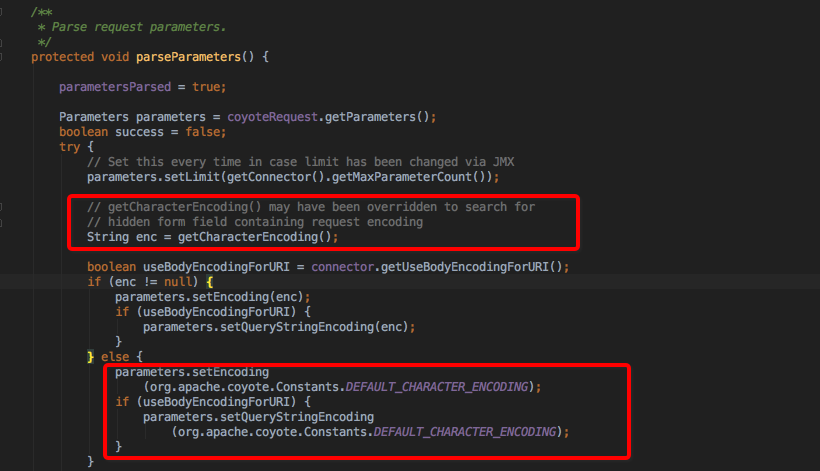 /**
 * Parse request parameters.
 */
protected void parseParameters() {
parametersParsed = true;
Parameters parameters = coyoteRequest.getParameters();
boolean success = false;
try {
// Set this every time in case limit has been changed via JMX
parameters.setLimit(getConnector().getMaxParameterCount());
// getCharacterEncoding() may have been overridden to search for
// hidden form field containing request encoding
String enc = getCharacterEncoding();
boolean useBodyEncodingForURI = connector.getUseBodyEncodingForURI();
if (enc != null) {
parameters.setEncoding(enc);
if (useBodyEncodingForURI) {
parameters.setQueryStringEncoding(enc);
}
} else {
parameters.setEncoding
(org.apache.coyote.Constants.DEFAULT_CHARACTER_ENCODING);
if (useBodyEncodingForURI) {
parameters.setQueryStringEncoding
(org.apache.coyote.Constants.DEFAULT_CHARACTER_ENCODING);
}
}